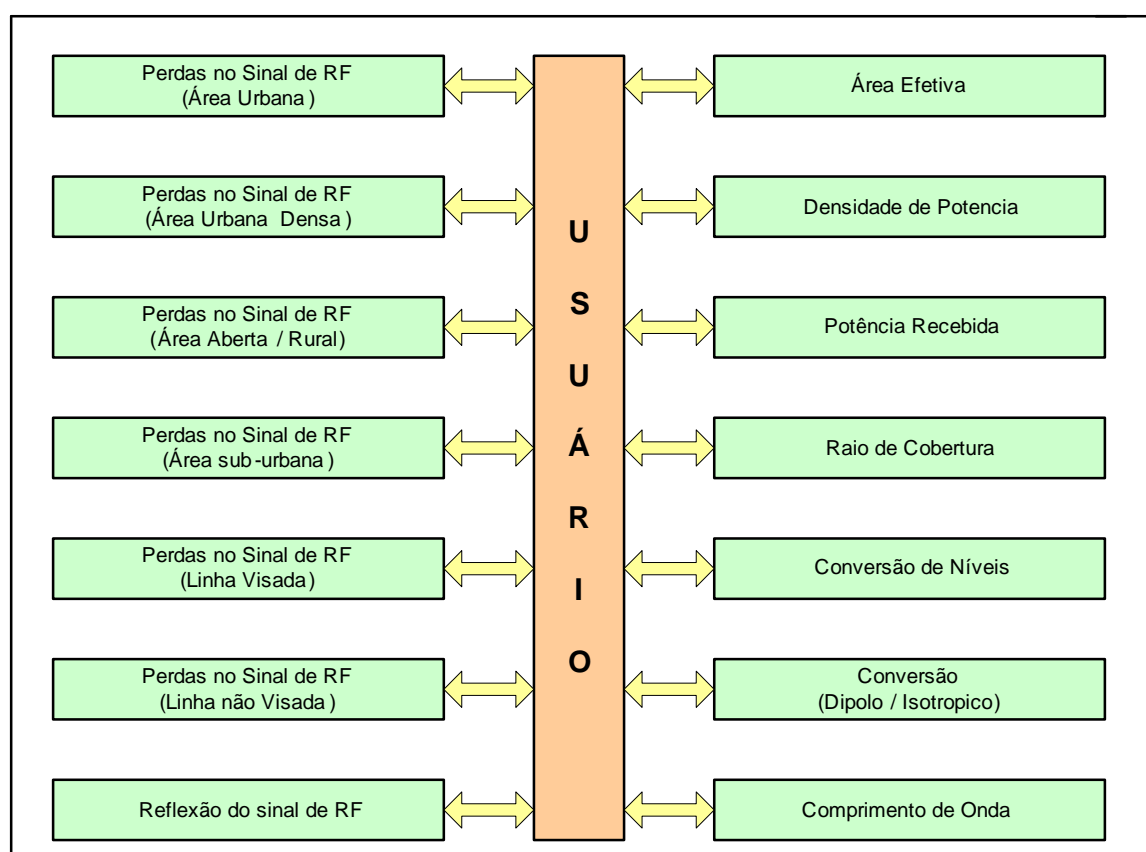 Perdas no Sinal de RF
(Área Urbana)
Perdas no Sinal de RF
(Área Urbana Densa)
Perdas no Sinal de RF
(Área Aberta / Rural)
Perdas no Sinal de RF
(Área sub-urbana)
Perdas no Sinal de RF
(Linha Visada)
Perdas no Sinal de RF
(Linha não Visada)
Reflexão do sinal de RF
U
S
U
Á
R
I
O
Área Efetiva
Densidade de Potencia
Potência Recebida
Raio de Cobertura
Conversão de Níveis
Conversão
(Dipolo / Isotropico)
Comprimento de Onda